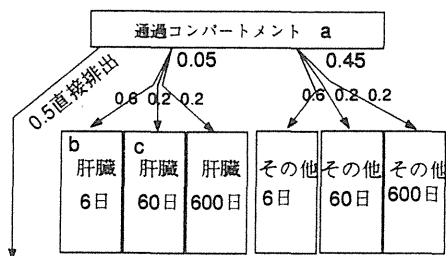 通過コンパートメント a
0.5直接排出
0.05
0.45
0.6 0.2 0.2
0.6 0.2 0.2
b
肝臓
6日
c
肝臓
60日
肝臓
600日
その他
6日
その他
60日
その他
600日